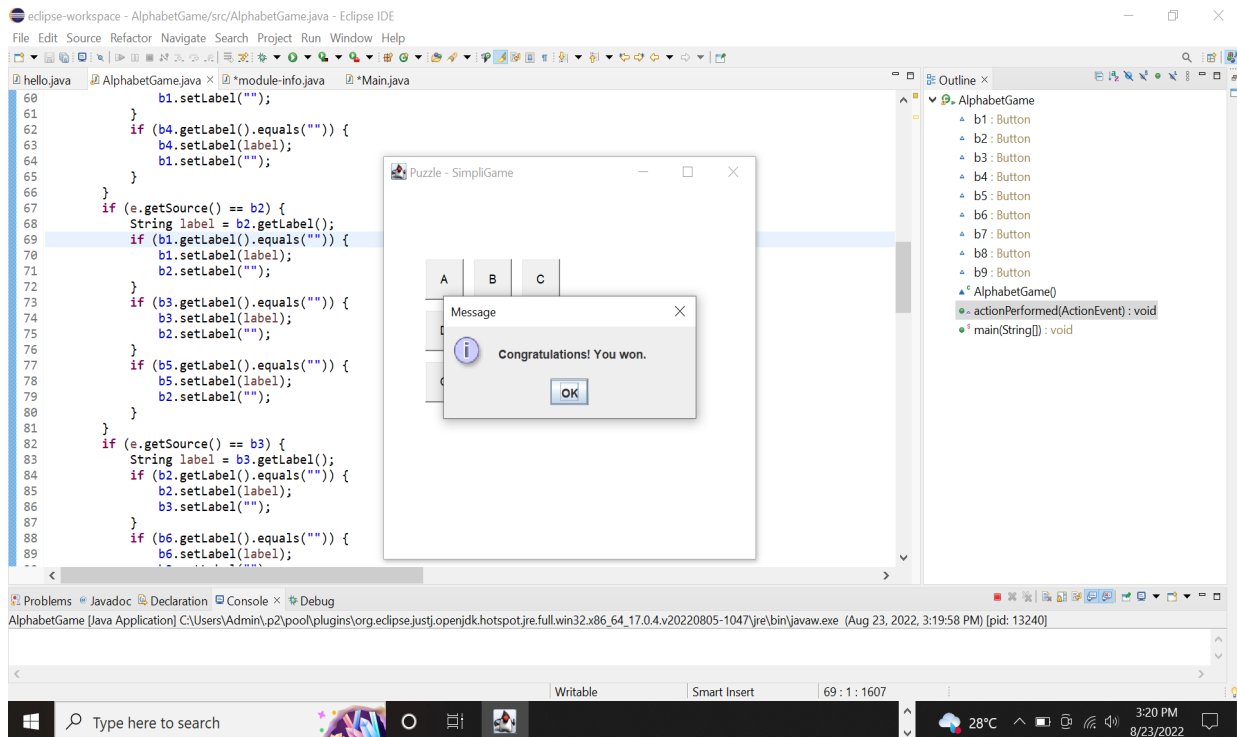 eclipse-workspace - AlphabetGame/src/AlphabetGame.java - Eclipse IDE
File Edit Source Refactor Navigate Search Project Run Window Help
hello.java AlphabetGame.java *module-info.java *Main.java
60 b1.setLabel("");
61 }
62 if (b4.getLabel().equals("")) {
63 b4.setLabel(label);
64 b1.setLabel("");
65 }
66 }
67 if (e.getSource() == b2) {
68 String label = b2.getLabel();
69 if (b1.getLabel().equals("")) {
70 b1.setLabel(label);
71 b2.setLabel("");
72 }
73 if (b3.getLabel().equals("")) {
74 b3.setLabel(label);
75 b2.setLabel("");
76 }
77 if (b5.getLabel().equals("")) {
78 b5.setLabel(label);
79 b2.setLabel("");
80 }
81 }
82 if (e.getSource() == b3) {
83 String label = b3.getLabel();
84 if (b2.getLabel().equals("")) {
85 b2.setLabel(label);
86 b3.setLabel("");
87 }
88 if (b6.getLabel().equals("")) {
89 b6.setLabel(label);
Puzzle - SimpliGame
A B C
Message
Congratulations! You won.
OK
Outline
AlphabetGame
b1 : Button
b2 : Button
b3 : Button
b4 : Button
b5 : Button
b6 : Button
b7 : Button
b8 : Button
b9 : Button
AlphabetGame()
actionPerformed(ActionEvent) : void
main(String[]) : void
Problems Javadoc Declaration Console Debug
AlphabetGame [Java Application] C:\Users\Admin\.p2\pool\plugins\org.eclipse.justj.openjdk.hotspot.jre.full.win32.x86_64_17.0.4.v20220805-1047\jre\bin\javaw.exe (Aug 23, 2022, 3:19:58 PM) [pid: 13240]
Writable Smart Insert 69 : 1 : 1607
Type here to search
28°C
3:20 PM
8/23/2022